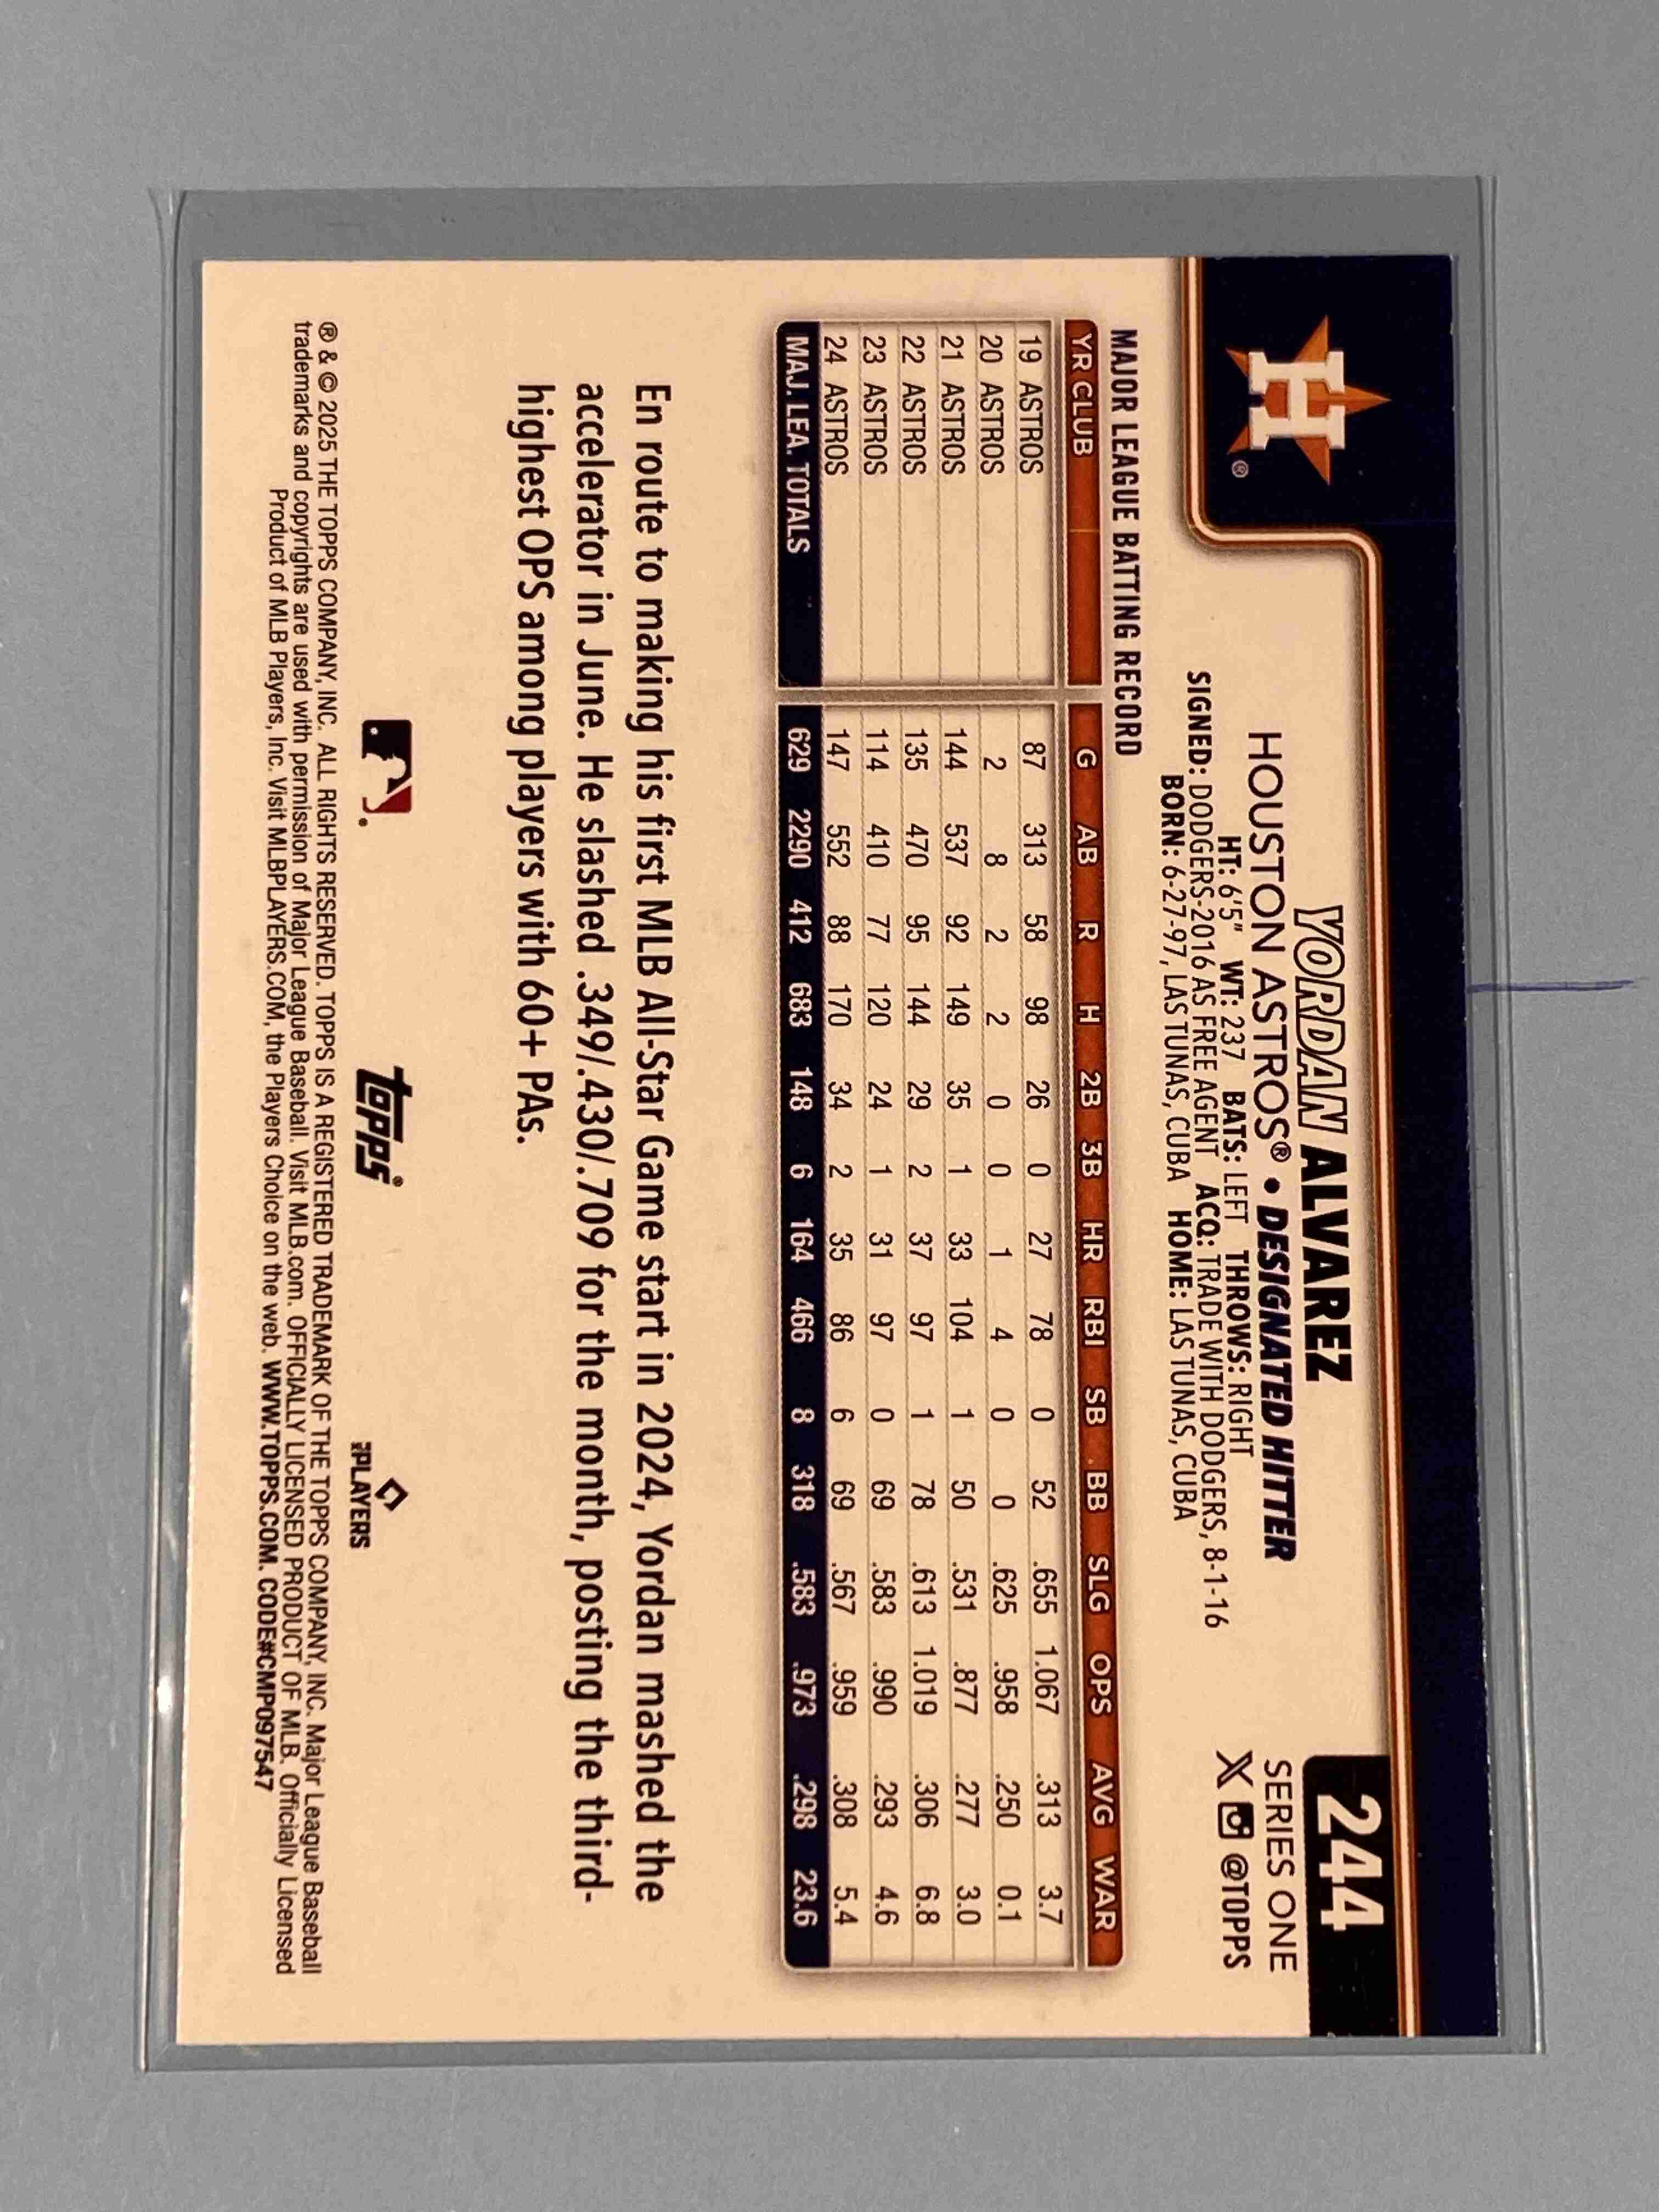 244
YORDAN ALVAREZ
HOUSTON ASTROS® • DESIGNATED HITTER
SERIES ONE
HT: 6'5" WT: 237 BATS: LEFT THROWS: RIGHT
X @TOPPS
SIGNED: DODGERS-2016 AS FREE AGENT ACQ: TRADE WITH DODGERS, 8-1-16
BORN: 6-27-97, LAS TUNAS, CUBA HOME: LAS TUNAS, CUBA
H ®
MAJOR LEAGUE BATTING RECORD
YR CLUB G AB R H 2B 3B HR RBI SB BB SLG OPS AVG WAR
19 ASTROS 87 313 58 98 26 0 27 78 0 52 .655 1.067 .313 3.7
20 ASTROS 2 8 2 2 0 0 1 4 0 0 .625 .958 .250 0.1
21 ASTROS 144 537 92 149 35 1 33 104 1 50 .531 .877 .277 3.0
22 ASTROS 135 470 95 144 29 2 37 97 1 78 .613 1.019 .306 6.8
23 ASTROS 114 410 77 120 24 1 31 97 0 69 .583 .990 .293 4.6
24 ASTROS 147 552 88 170 34 2 35 86 6 69 .567 .959 .308 5.4
MAJ. LEA. TOTALS 629 2290 412 683 148 6 164 466 8 318 .583 .973 .298 23.6
En route to making his first MLB All-Star Game start in 2024, Yordan mashed the
accelerator in June. He slashed .349/.430/.709 for the month, posting the third-
highest OPS among players with 60+ PAs.
topps® PLAYERS
® & © 2025 THE TOPPS COMPANY, INC. ALL RIGHTS RESERVED. TOPPS IS A REGISTERED TRADEMARK OF THE TOPPS COMPANY, INC. Major League Baseball
trademarks and copyrights are used with permission of Major League Baseball. Visit MLB.com. OFFICIALLY LICENSED PRODUCT OF MLB. Officially Licensed
Product of MLB Players, Inc. Visit MLBPLAYERS.COM, the Players Choice on the web. WWW.TOPPS.COM. CODE#CMP097547